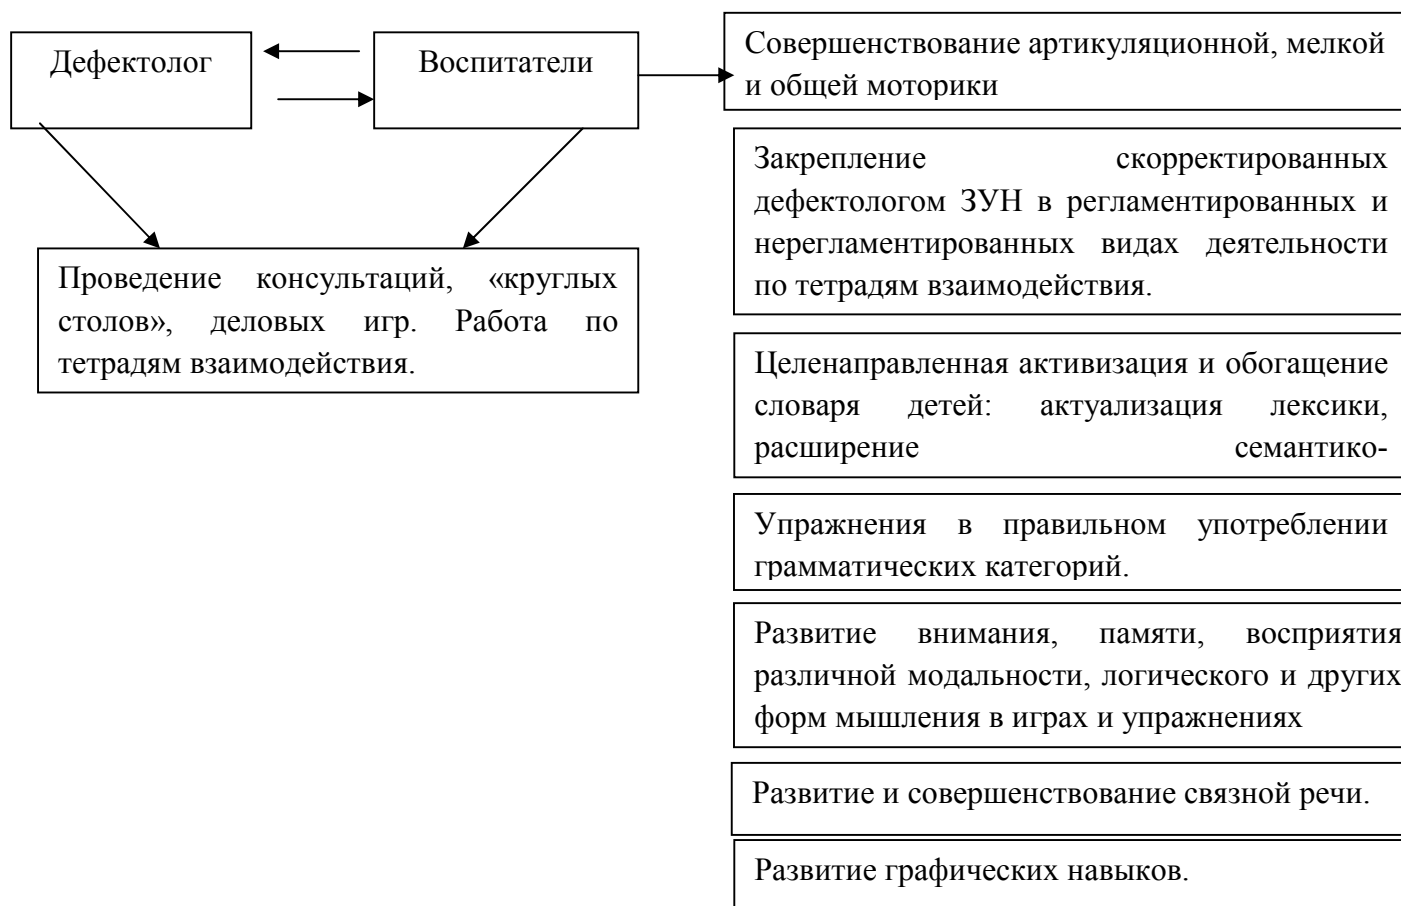 Дефектолог
Воспитатели
Совершенствование артикуляционной, мелкой
и общей моторики
Закрепление скорректированных
дефектологом ЗУН в регламентированных и
нерегламентированных видах деятельности
по тетрадям взаимодействия.
Проведение консультаций, «круглых
столов», деловых игр. Работа по
тетрадям взаимодействия.
Целенаправленная активизация и обогащение
словаря детей: актуализация лексики,
расширение семантико-
Упражнения в правильном употреблении
грамматических категорий.
Развитие внимания, памяти, восприятия
различной модальности, логического и других
форм мышления в играх и упражнениях
Развитие и совершенствование связной речи.
Развитие графических навыков.